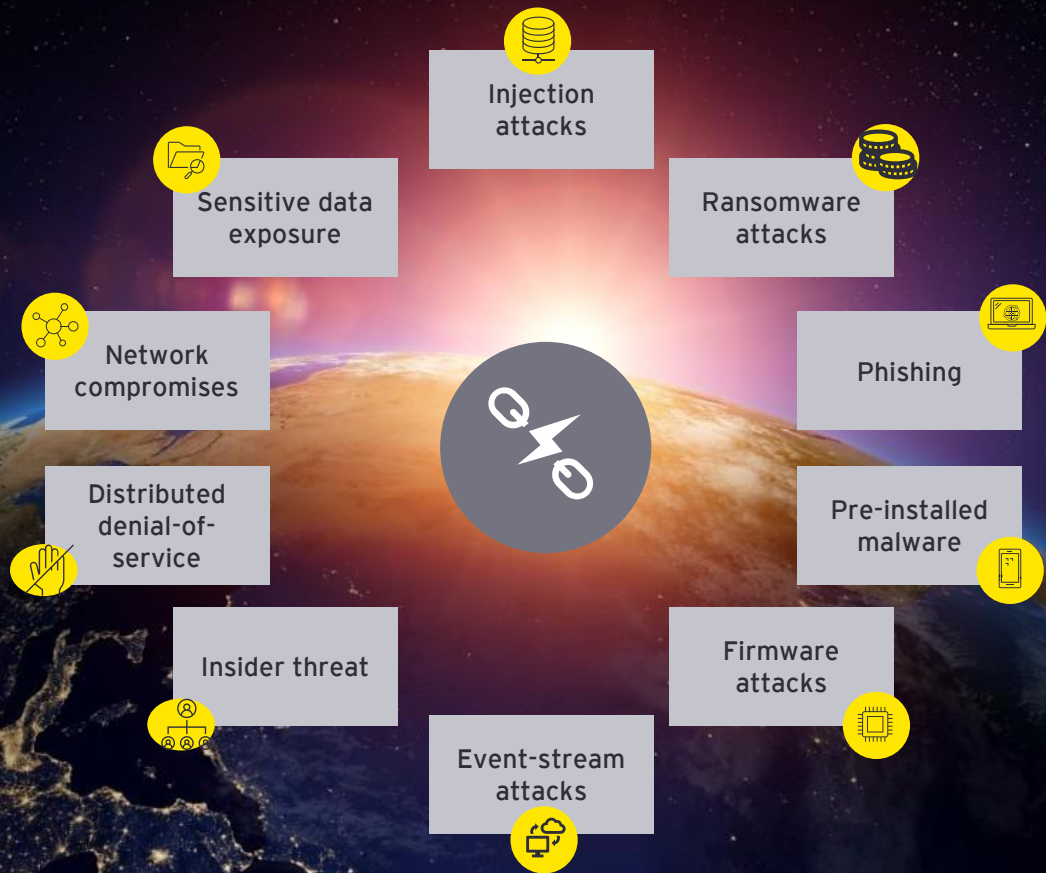 Injection
attacks
Ransomware
attacks
Phishing
Pre-installed
malware
Firmware
attacks
Event-stream
attacks
Insider threat
Distributed
denial-of-
service
Network
compromises
Sensitive data
exposure